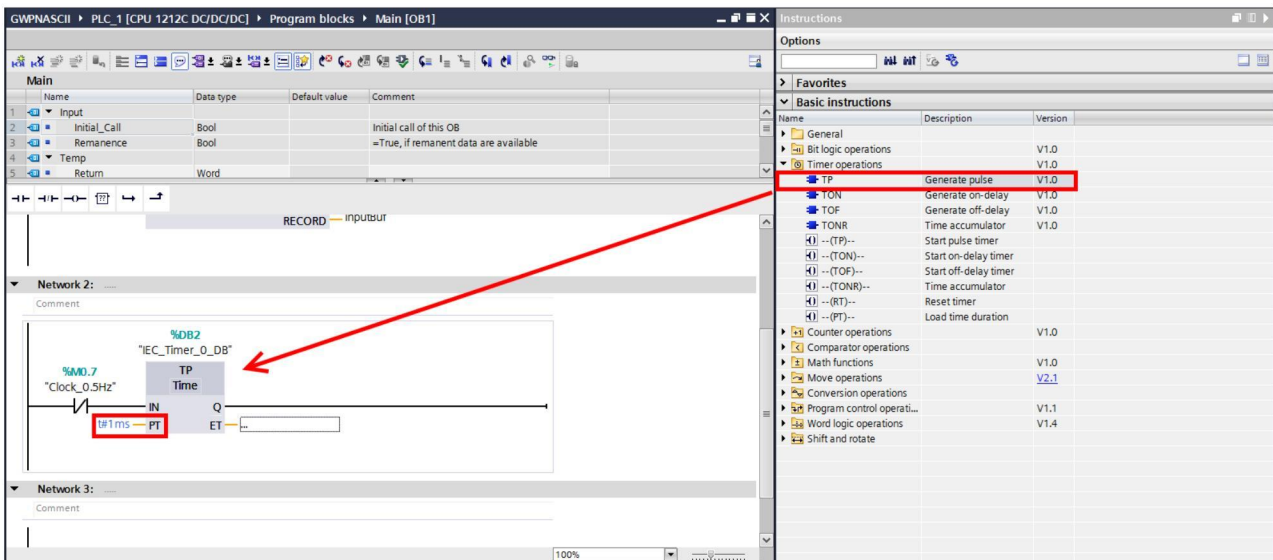 GWPNASCII ▸ PLC_1 [CPU 1212C DC/DC/DC] ▸ Program blocks ▸ Main [OB1]
Main
Name Data type Default value Comment
1 Input
2 Initial_Call Bool Initial call of this OB
3 Remanence Bool =True, if remanent data are available
4 Temp
5 Return Word
??
RECORD InputBuf
Network 2: .....
Comment
%DB2
"IEC_Timer_0_DB"
%M0.7 TP
"Clock_0.5Hz" Time
IN Q
t#1ms PT ET ...
Network 3: .....
Comment
100%
Instructions
Options
Favorites
Basic instructions
Name Description Version
General
Bit logic operations V1.0
Timer operations V1.0
TP Generate pulse V1.0
TON Generate on-delay V1.0
TOF Generate off-delay V1.0
TONR Time accumulator V1.0
--(TP)-- Start pulse timer
--(TON)-- Start on-delay timer
--(TOF)-- Start off-delay timer
--(TONR)-- Time accumulator
--(RT)-- Reset timer
--(PT)-- Load time duration
Counter operations V1.0
Comparator operations
Math functions V1.0
Move operations V2.1
Conversion operations
Program control operati... V1.1
Word logic operations V1.4
Shift and rotate